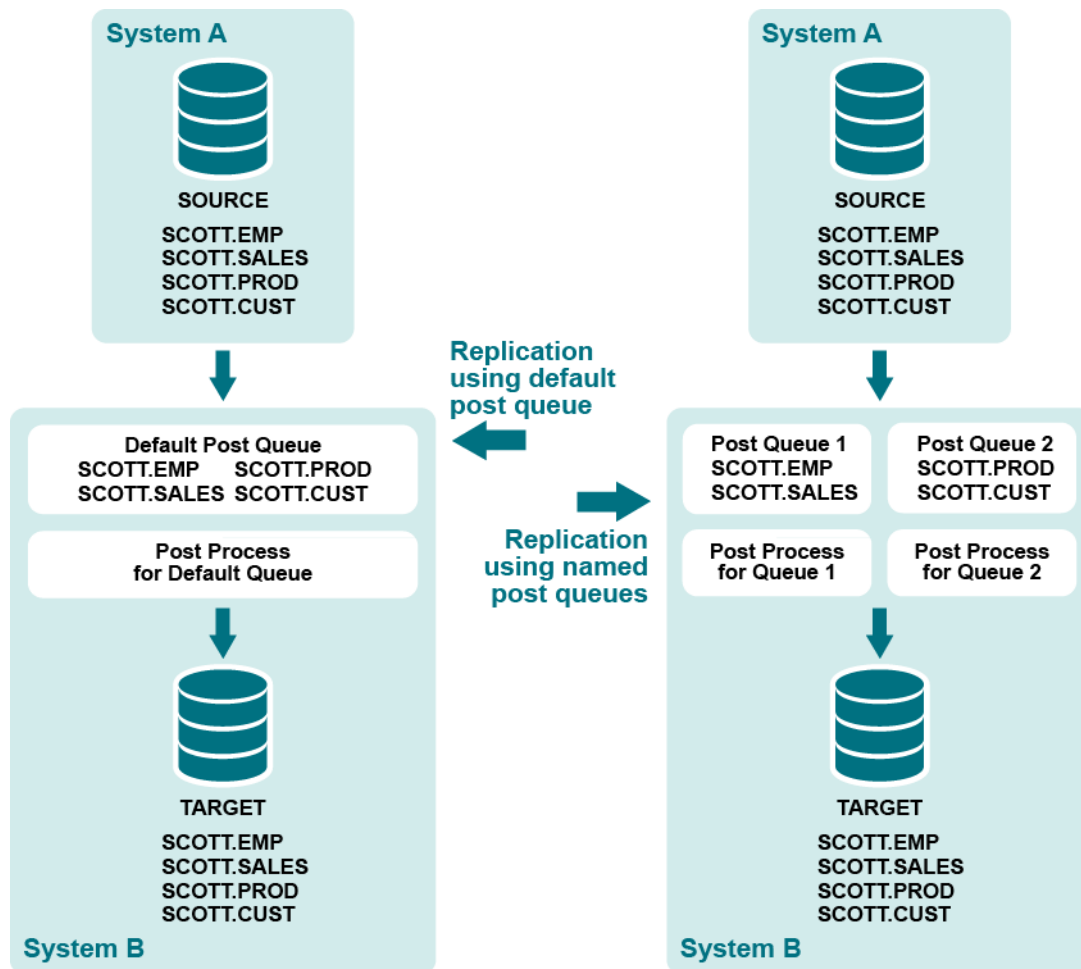 System A
SOURCE
SCOTT.EMP
SCOTT.SALES
SCOTT.PROD
SCOTT.CUST
Default Post Queue
SCOTT.EMP SCOTT.PROD
SCOTT.SALES SCOTT.CUST
Post Process
for Default Queue
TARGET
SCOTT.EMP
SCOTT.SALES
SCOTT.PROD
SCOTT.CUST
System B
Replication
using default
post queue
Replication
using named
post queues
System A
SOURCE
SCOTT.EMP
SCOTT.SALES
SCOTT.PROD
SCOTT.CUST
Post Queue 1
SCOTT.EMP
SCOTT.SALES
Post Queue 2
SCOTT.PROD
SCOTT.CUST
Post Process
for Queue 1
Post Process
for Queue 2
TARGET
SCOTT.EMP
SCOTT.SALES
SCOTT.PROD
SCOTT.CUST
System B